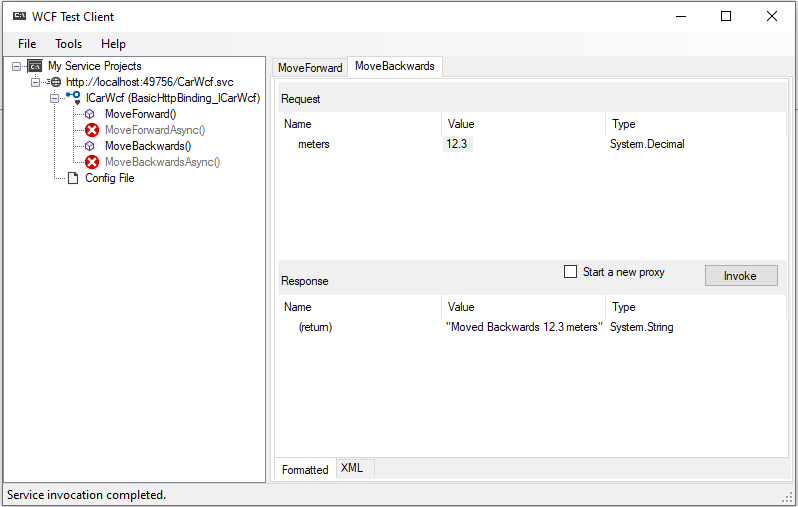 WCF Test Client
File Tools Help
My Service Projects
http://localhost:49756/CarWcf.svc
ICarWcf (BasicHttpBinding_ICarWcf)
MoveForward()
MoveForwardAsync()
MoveBackwards()
MoveBackwardsAsync()
Config File
MoveForward MoveBackwards
Request
Name Value Type
meters 12.3 System.Decimal
Response Start a new proxy Invoke
Name Value Type
(return) "Moved Backwards 12.3 meters" System.String
Formatted XML
Service invocation completed.